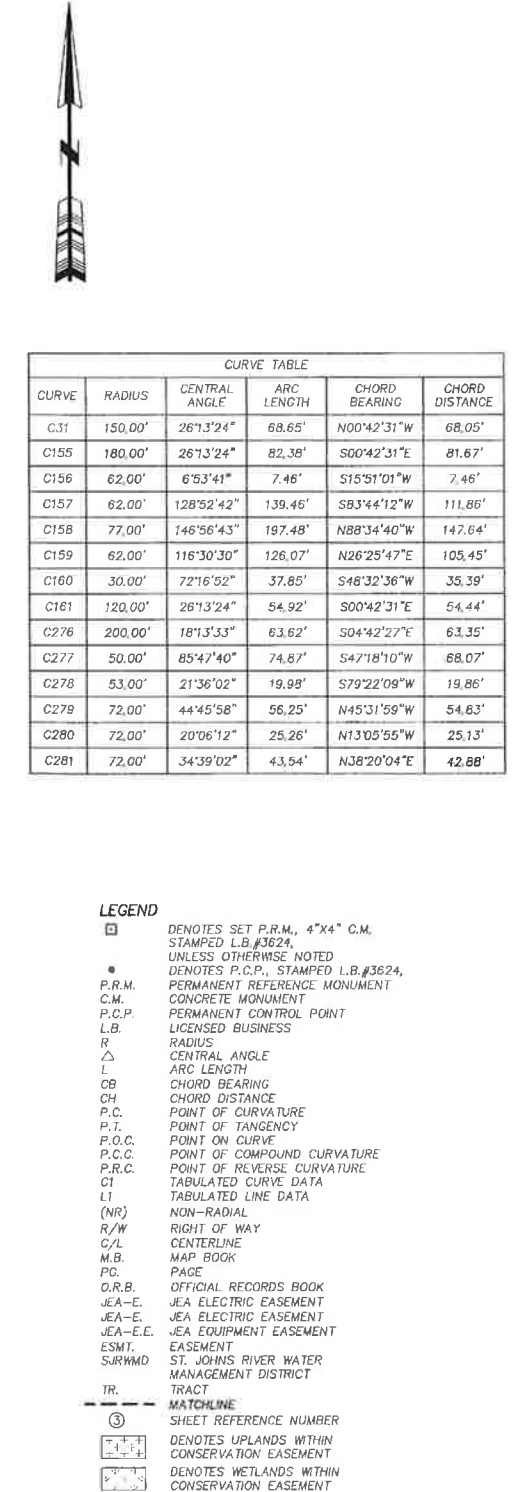 N
CURVE TABLE
CURVE RADIUS CENTRAL ANGLE ARC LENGTH CHORD BEARING CHORD DISTANCE
C31 150.00' 26°13'24" 68.65' N00°42'31"W 68.05'
C155 180.00' 26°13'24" 82.38' S00°42'31"E 81.67'
C156 62.00' 6°53'41" 7.46' S15°51'01"W 7.46'
C157 62.00' 128°52'42" 139.46' S83°44'12"W 111.86'
C158 77.00' 146°56'43" 197.48' N88°34'40"W 147.64'
C159 62.00' 116°30'30" 126.07' N26°25'47"E 105.45'
C160 30.00' 72°16'52" 37.85' S48°32'36"W 35.39'
C161 120.00' 26°13'24" 54.92' S00°42'31"E 54.44'
C276 200.00' 18°13'33" 63.62' S04°42'27"E 63.35'
C277 50.00' 85°47'40" 74.87' S47°18'10"W 68.07'
C278 53.00' 21°36'02" 19.98' S79°22'09"W 19.86'
C279 72.00' 44°45'58" 56.25' N45°31'59"W 54.83'
C280 72.00' 20°06'12" 25.26' N13°05'55"W 25.13'
C281 72.00' 34°39'02" 43.54' N38°20'04"E 42.88'
LEGEND
DENOTES SET P.R.M., 4"X4" C.M.
STAMPED L.B.#3624,
UNLESS OTHERWISE NOTED
DENOTES P.C.P., STAMPED L.B.#3624,
P.R.M. PERMANENT REFERENCE MONUMENT
C.M. CONCRETE MONUMENT
P.C.P. PERMANENT CONTROL POINT
L.B. LICENSED BUSINESS
R RADIUS
△ CENTRAL ANGLE
L ARC LENGTH
CB CHORD BEARING
CH CHORD DISTANCE
P.C. POINT OF CURVATURE
P.T. POINT OF TANGENCY
P.O.C. POINT ON CURVE
P.C.C. POINT OF COMPOUND CURVATURE
P.R.C. POINT OF REVERSE CURVATURE
C1 TABULATED CURVE DATA
L1 TABULATED LINE DATA
(NR) NON-RADIAL
R/W RIGHT OF WAY
C/L CENTERLINE
M.B. MAP BOOK
PG. PAGE
O.R.B. OFFICIAL RECORDS BOOK
JEA-E. JEA ELECTRIC EASEMENT
JEA-E. JEA ELECTRIC EASEMENT
JEA-E.E. JEA EQUIPMENT EASEMENT
ESMT. EASEMENT
SJRWMD ST. JOHNS RIVER WATER
MANAGEMENT DISTRICT
TR. TRACT
MATCHLINE
③ SHEET REFERENCE NUMBER
DENOTES UPLANDS WITHIN
CONSERVATION EASEMENT
DENOTES WETLANDS WITHIN
CONSERVATION EASEMENT